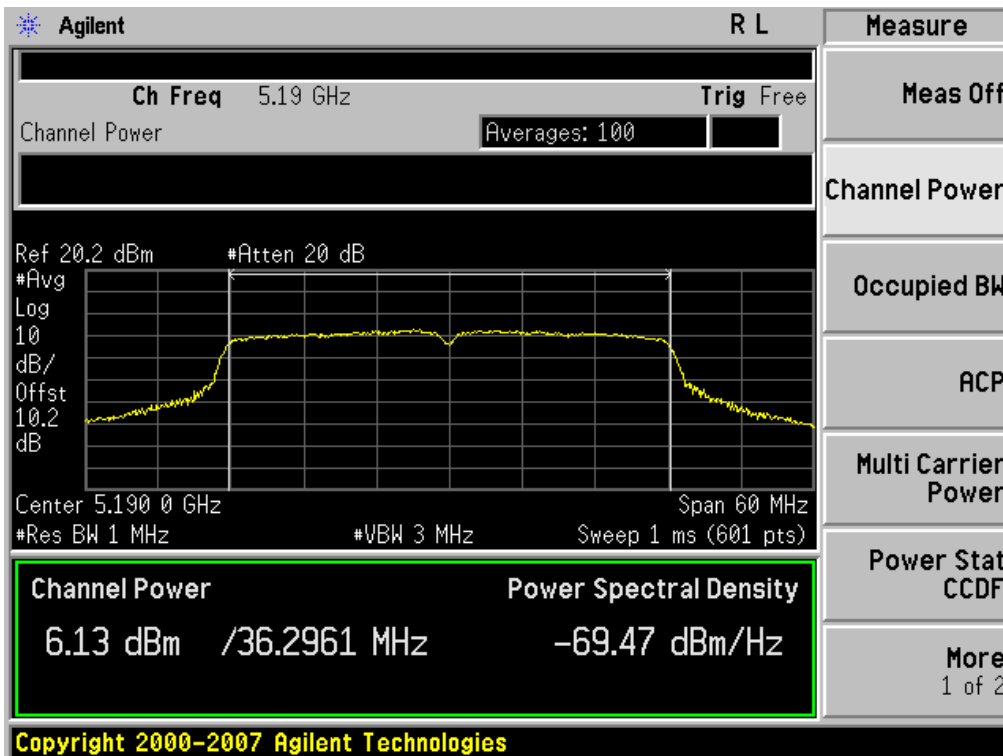 Agilent R L Measure
Ch Freq 5.19 GHz Trig Free
Channel Power Averages: 100
Meas Off
Channel Power
Occupied BW
ACP
Multi Carrier
Power
Power Stat
CCDF
More
1 of 2
Ref 20.2 dBm #Atten 20 dB
#Avg
Log
10
dB/
Offst
10.2
dB
Center 5.190 0 GHz Span 60 MHz
#Res BW 1 MHz #VBW 3 MHz Sweep 1 ms (601 pts)
Channel Power Power Spectral Density
6.13 dBm /36.2961 MHz -69.47 dBm/Hz
Copyright 2000-2007 Agilent Technologies